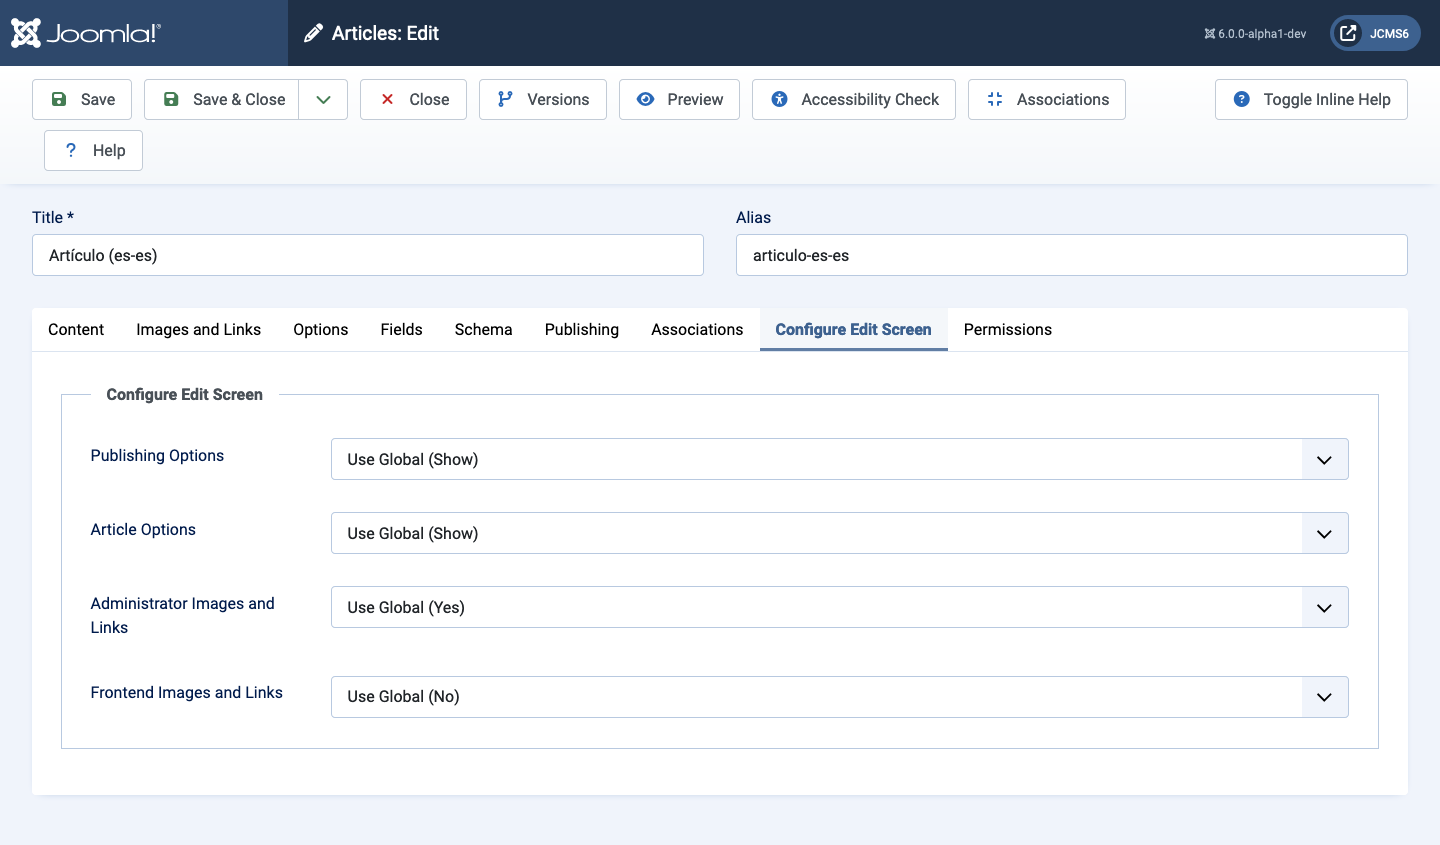 Joomla!® Articles: Edit 6.0.0-alpha1-dev JCMS6
Save Save & Close Close Versions Preview Accessibility Check Associations Toggle Inline Help
? Help
Title * Alias
Artículo (es-es) articulo-es-es
Content Images and Links Options Fields Schema Publishing Associations Configure Edit Screen Permissions
Configure Edit Screen
Publishing Options Use Global (Show)
Article Options Use Global (Show)
Administrator Images and Use Global (Yes)
Links
Frontend Images and Links Use Global (No)